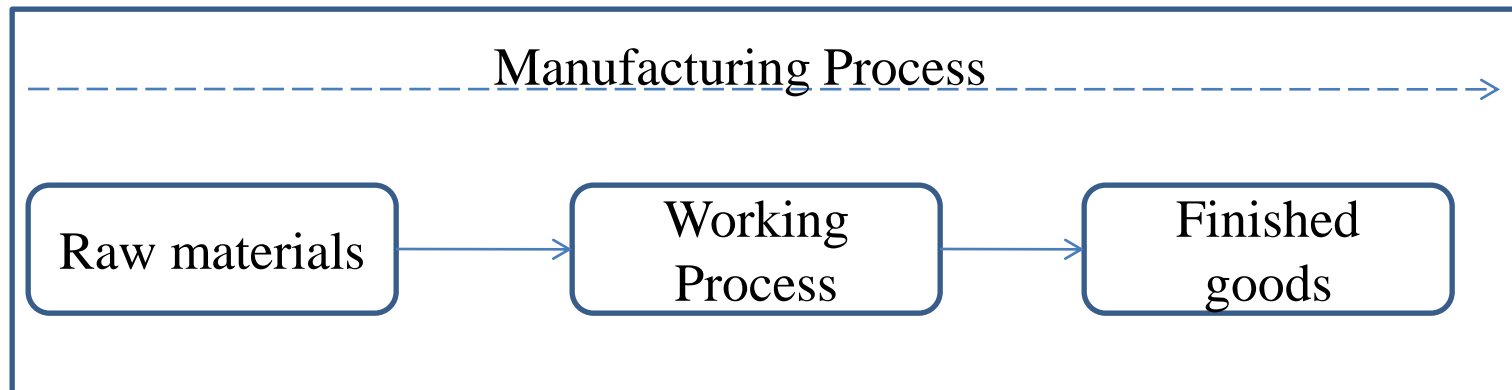 Manufacturing Process
Raw materials
Working
Process
Finished
goods